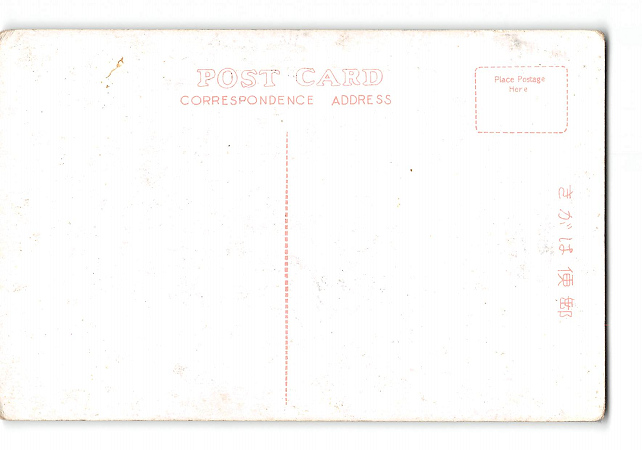 POST CARD
CORRESPONDENCE ADDRESS
Place Postage
Here
郵便はがき